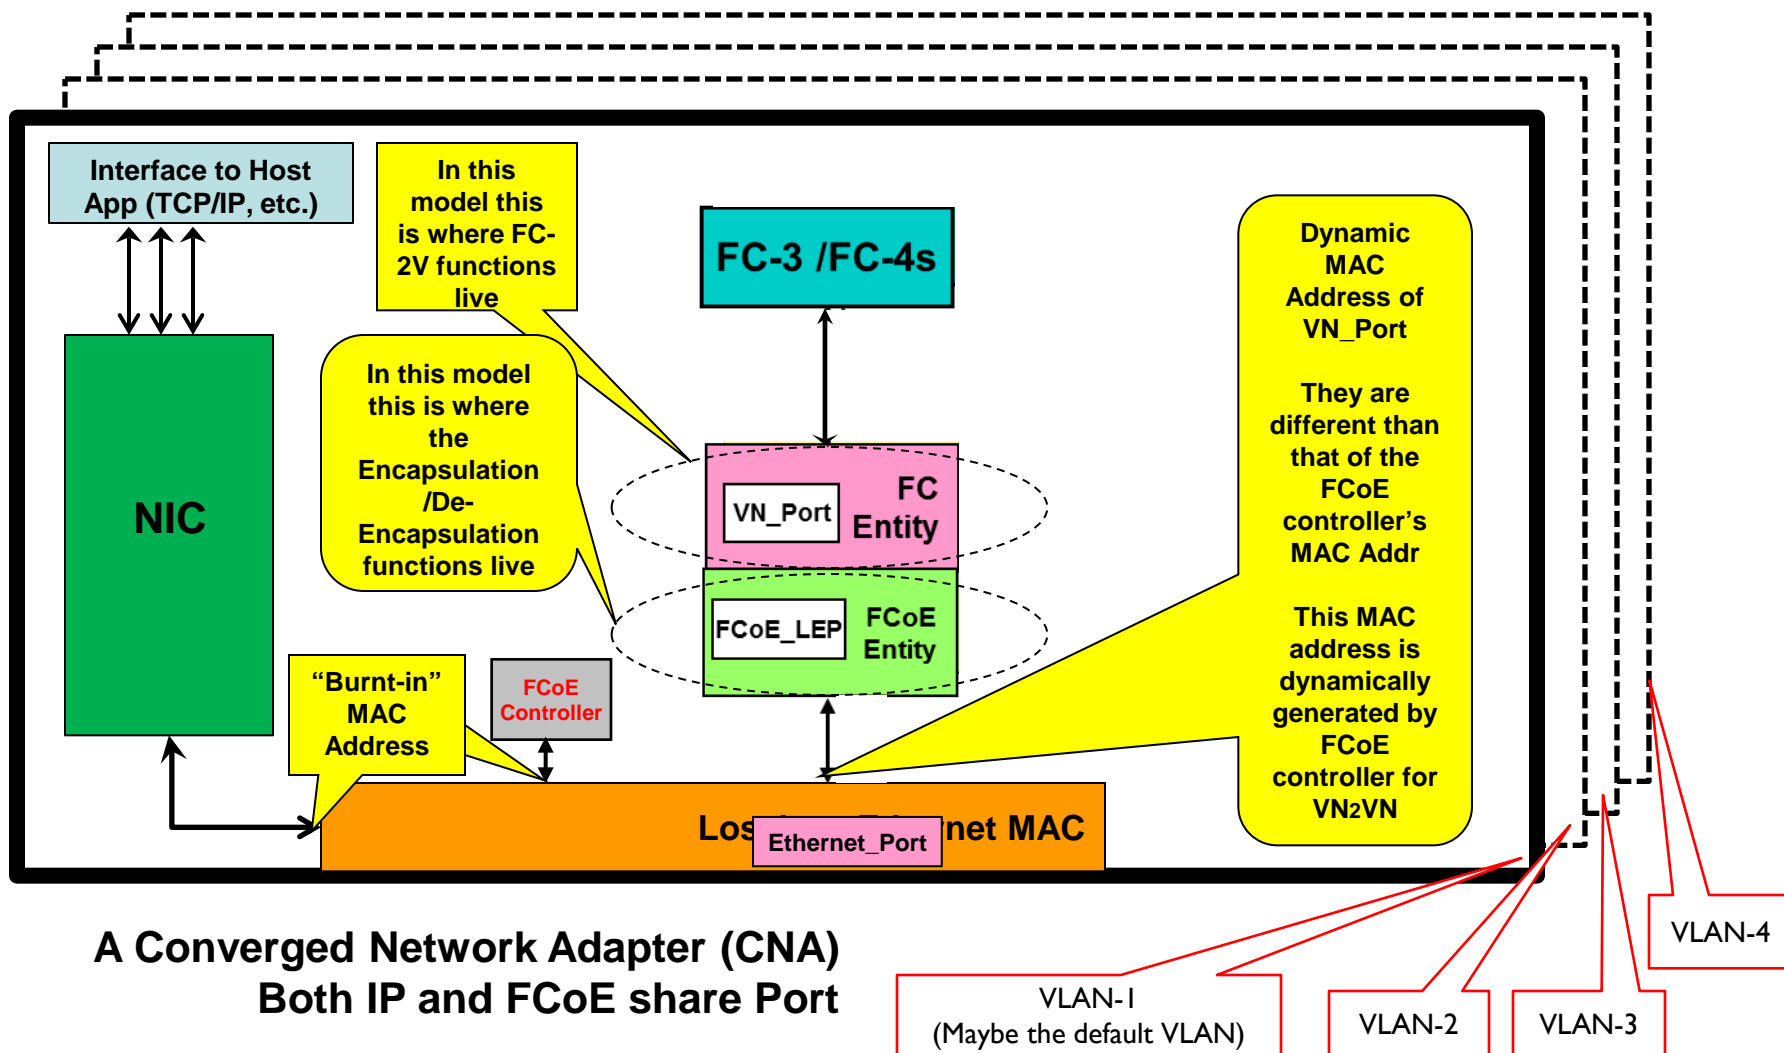 Interface to Host
App (TCP/IP, etc.)
In this
model this
is where FC-
2V functions
live
FC-3 /FC-4s
Dynamic
MAC
Address of
VN_Port
They are
different than
that of the
FCoE
controller’s
MAC Addr
This MAC
address is
dynamically
generated by
FCoE
controller for
VN2VN
NIC
In this model
this is where
the
Encapsulation
/De-
Encapsulation
functions live
VN_Port
FC
Entity
FCoE_LEP
FCoE
Entity
“Burnt-in”
MAC
Address
FCoE
Controller
MAC
Ethernet_Port
A Converged Network Adapter (CNA)
Both IP and FCoE share Port
VLAN-1
(Maybe the default VLAN)
VLAN-2
VLAN-3
VLAN-4